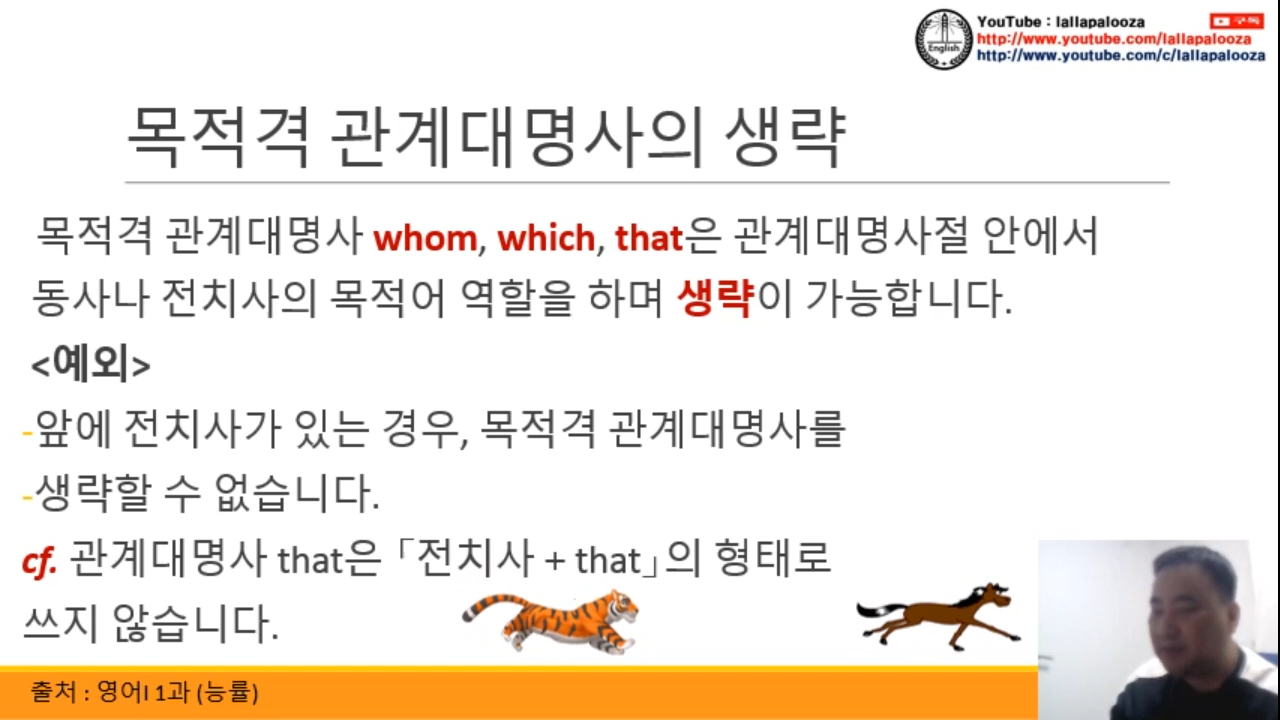 YouTube : lallapalooza
구독
http://www.youtube.com/lallapalooza
English
http://www.youtube.com/c/lallapalooza
목적격 관계대명사의 생략
목적격 관계대명사 whom, which, that은 관계대명사절 안에서
동사나 전치사의 목적어 역할을 하며 생략이 가능합니다.
<예외>
-앞에 전치사가 있는 경우, 목적격 관계대명사를
-생략할 수 없습니다.
cf. 관계대명사 that은 「전치사 + that」의 형태로
쓰지 않습니다.
출처 : 영어I 1과 (능률)